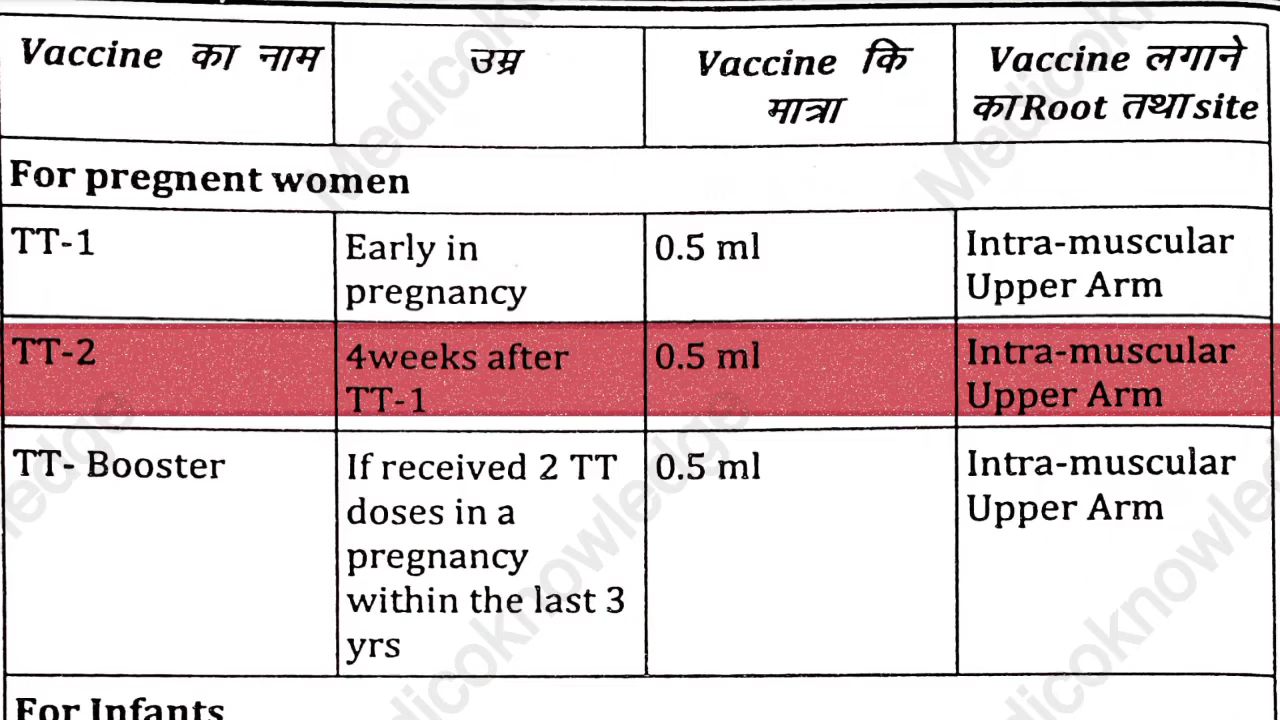 Vaccine का नाम
उम्र
Vaccine कि
मात्रा
Vaccine लगाने
का Root तथा site
For pregnent women
TT-1
Early in
pregnancy
0.5 ml
Intra-muscular
Upper Arm
TT-2
4weeks after
TT-1
0.5 ml
Intra-muscular
Upper Arm
TT- Booster
If received 2 TT
doses in a
pregnancy
within the last 3
yrs
0.5 ml
Intra-muscular
Upper Arm
For Infants
Medicoknowledge